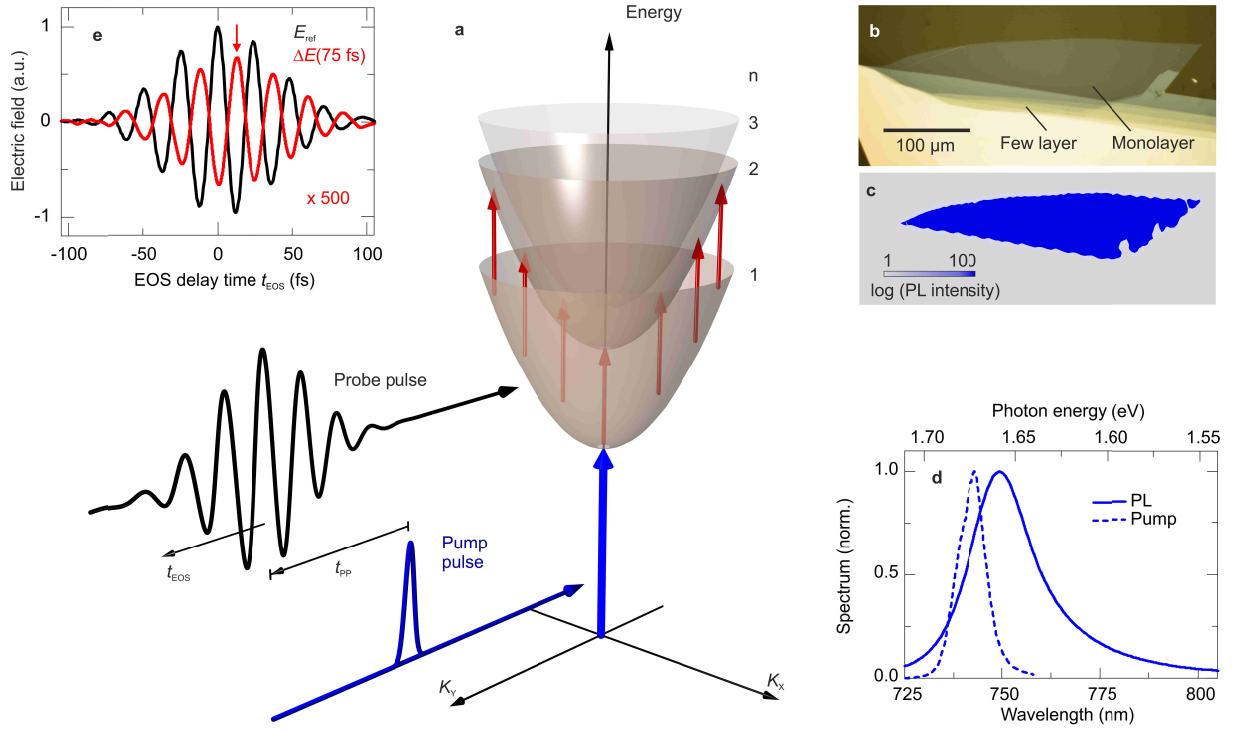 e
E_ref
ΔE(75 fs)
x 500
1
0
-1
Electric field (a.u.)
-100
-50
0
50
100
EOS delay time t_EOS (fs)
a
Energy
n
3
2
1
Probe pulse
t_EOS
t_PP
Pump
pulse
K_Y
K_X
b
100 µm
Few layer
Monolayer
c
1
100
log (PL intensity)
Photon energy (eV)
1.70
1.65
1.60
1.55
d
PL
Pump
1.0
0.5
0.0
Spectrum (norm.)
725
750
775
800
Wavelength (nm)